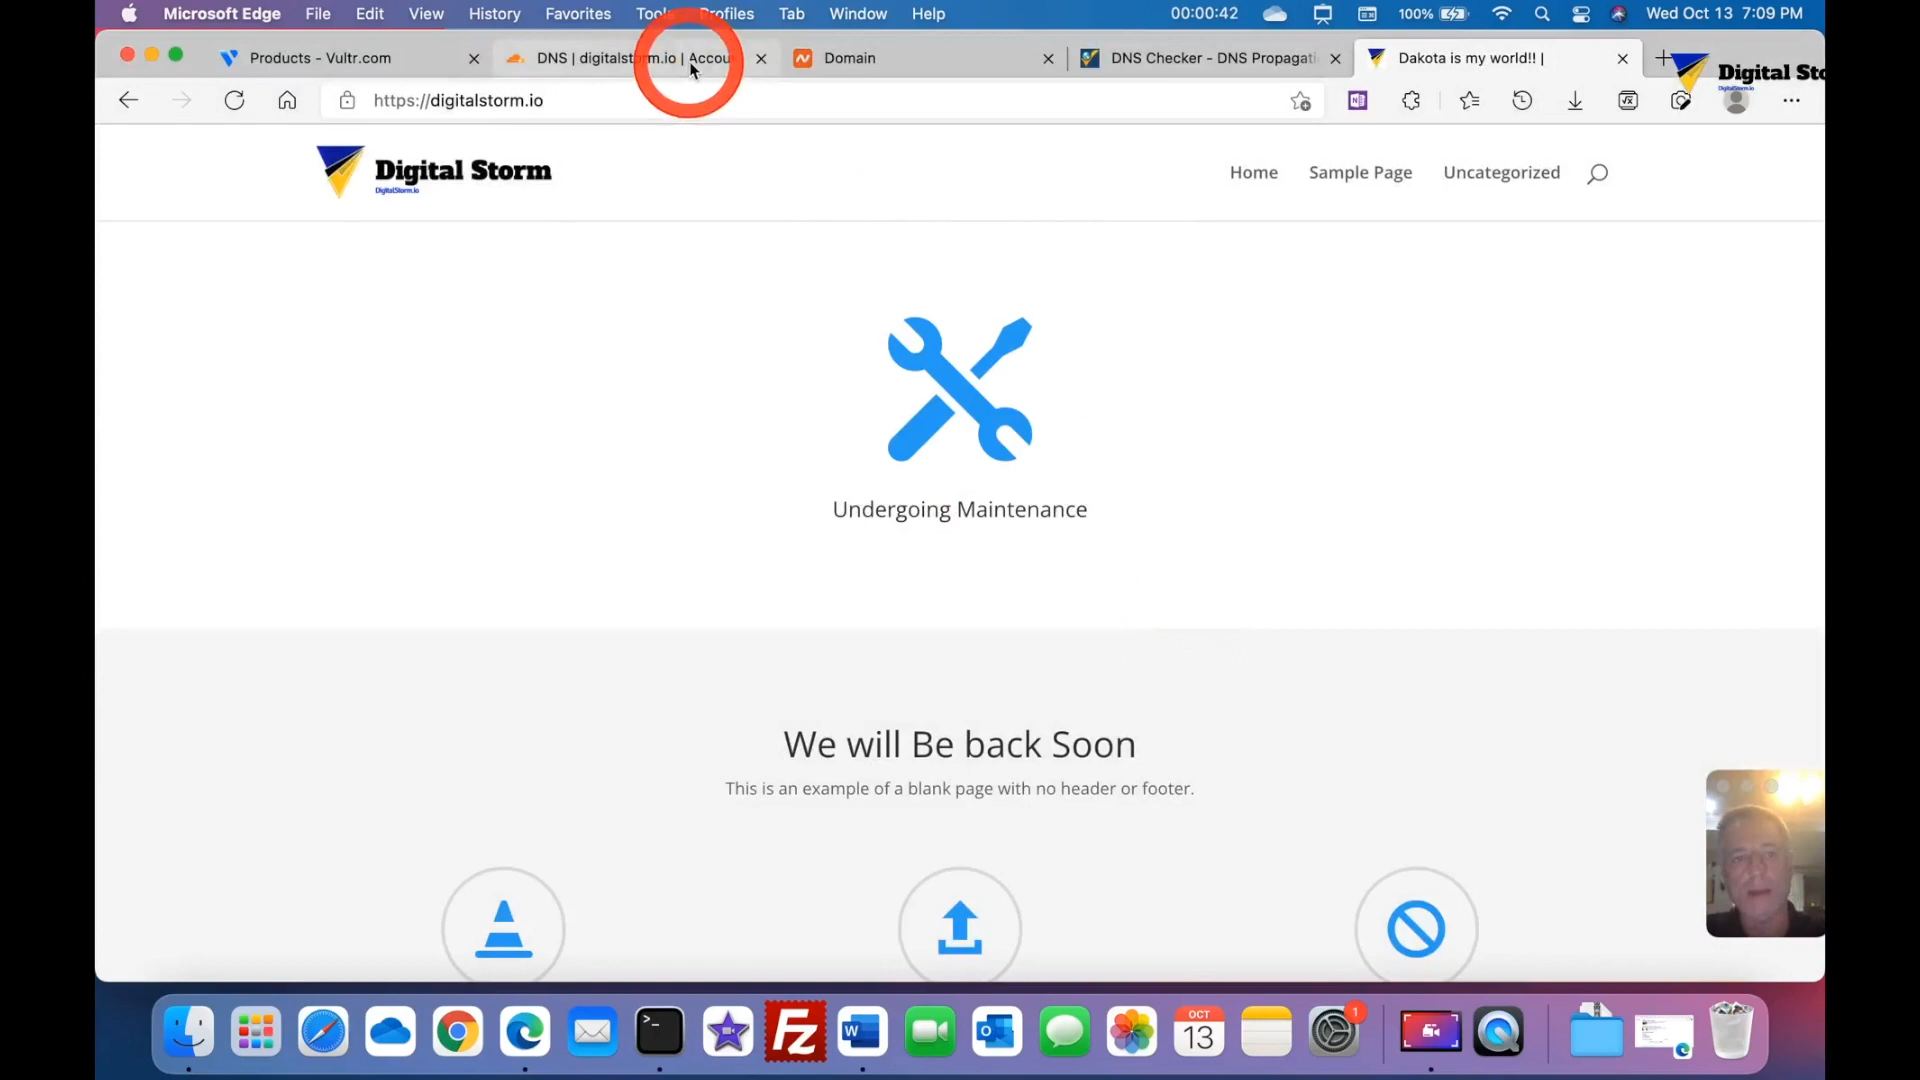 Microsoft Edge File Edit View History Favorites Tools Profiles Tab Window Help 00:00:42 100% Wed Oct 13 7:09 PM
Products - Vultr.com DNS | digitalstorm.io | Accou Domain DNS Checker - DNS Propagati Dakota is my world!! |
Digital Sto
DigitalStorm.io
https://digitalstorm.io
Digital Storm
DigitalStorm.io
Home Sample Page Uncategorized
Undergoing Maintenance
We will Be back Soon
This is an example of a blank page with no header or footer.
OCT
13
1